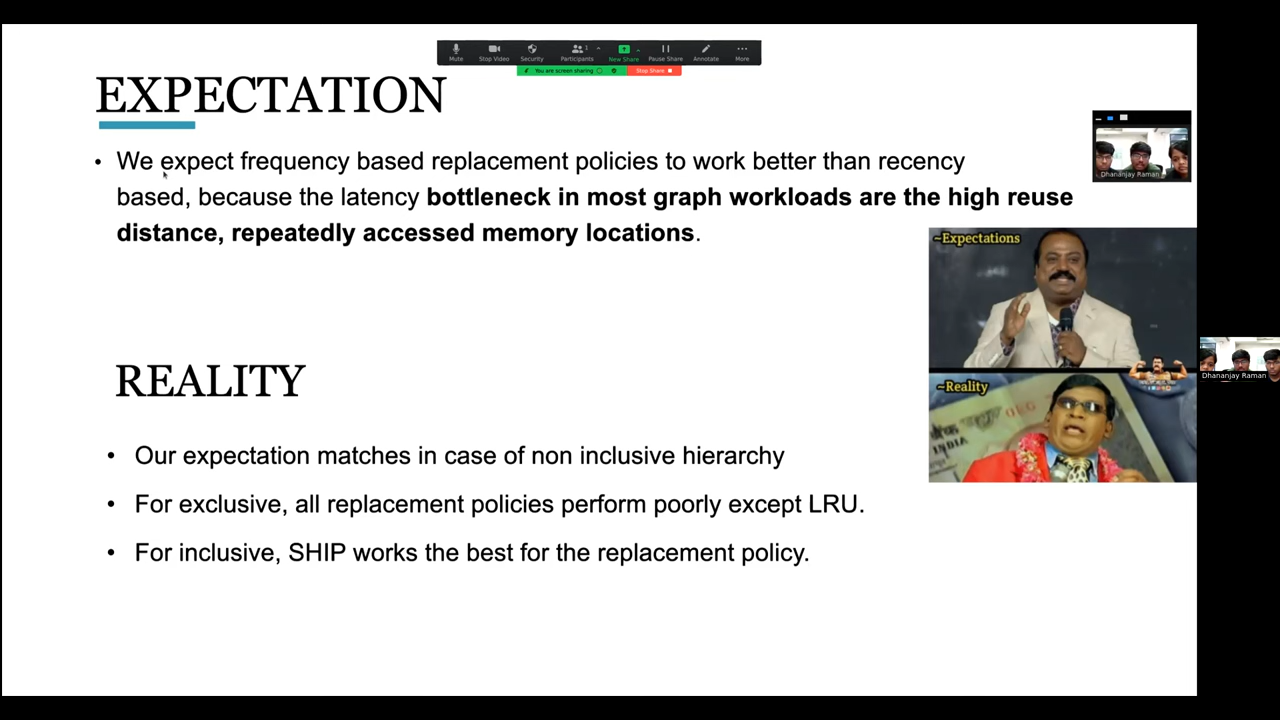 Mute Stop Video Security Participants 1 New Share Pause Share Annotate More
You are screen sharing Stop Share
EXPECTATION
• We expect frequency based replacement policies to work better than recency
based, because the latency bottleneck in most graph workloads are the high reuse
distance, repeatedly accessed memory locations.
Dhananjay Raman
~Expectations
REALITY
~Reality
Dhananjay Raman
• Our expectation matches in case of non inclusive hierarchy
• For exclusive, all replacement policies perform poorly except LRU.
• For inclusive, SHIP works the best for the replacement policy.